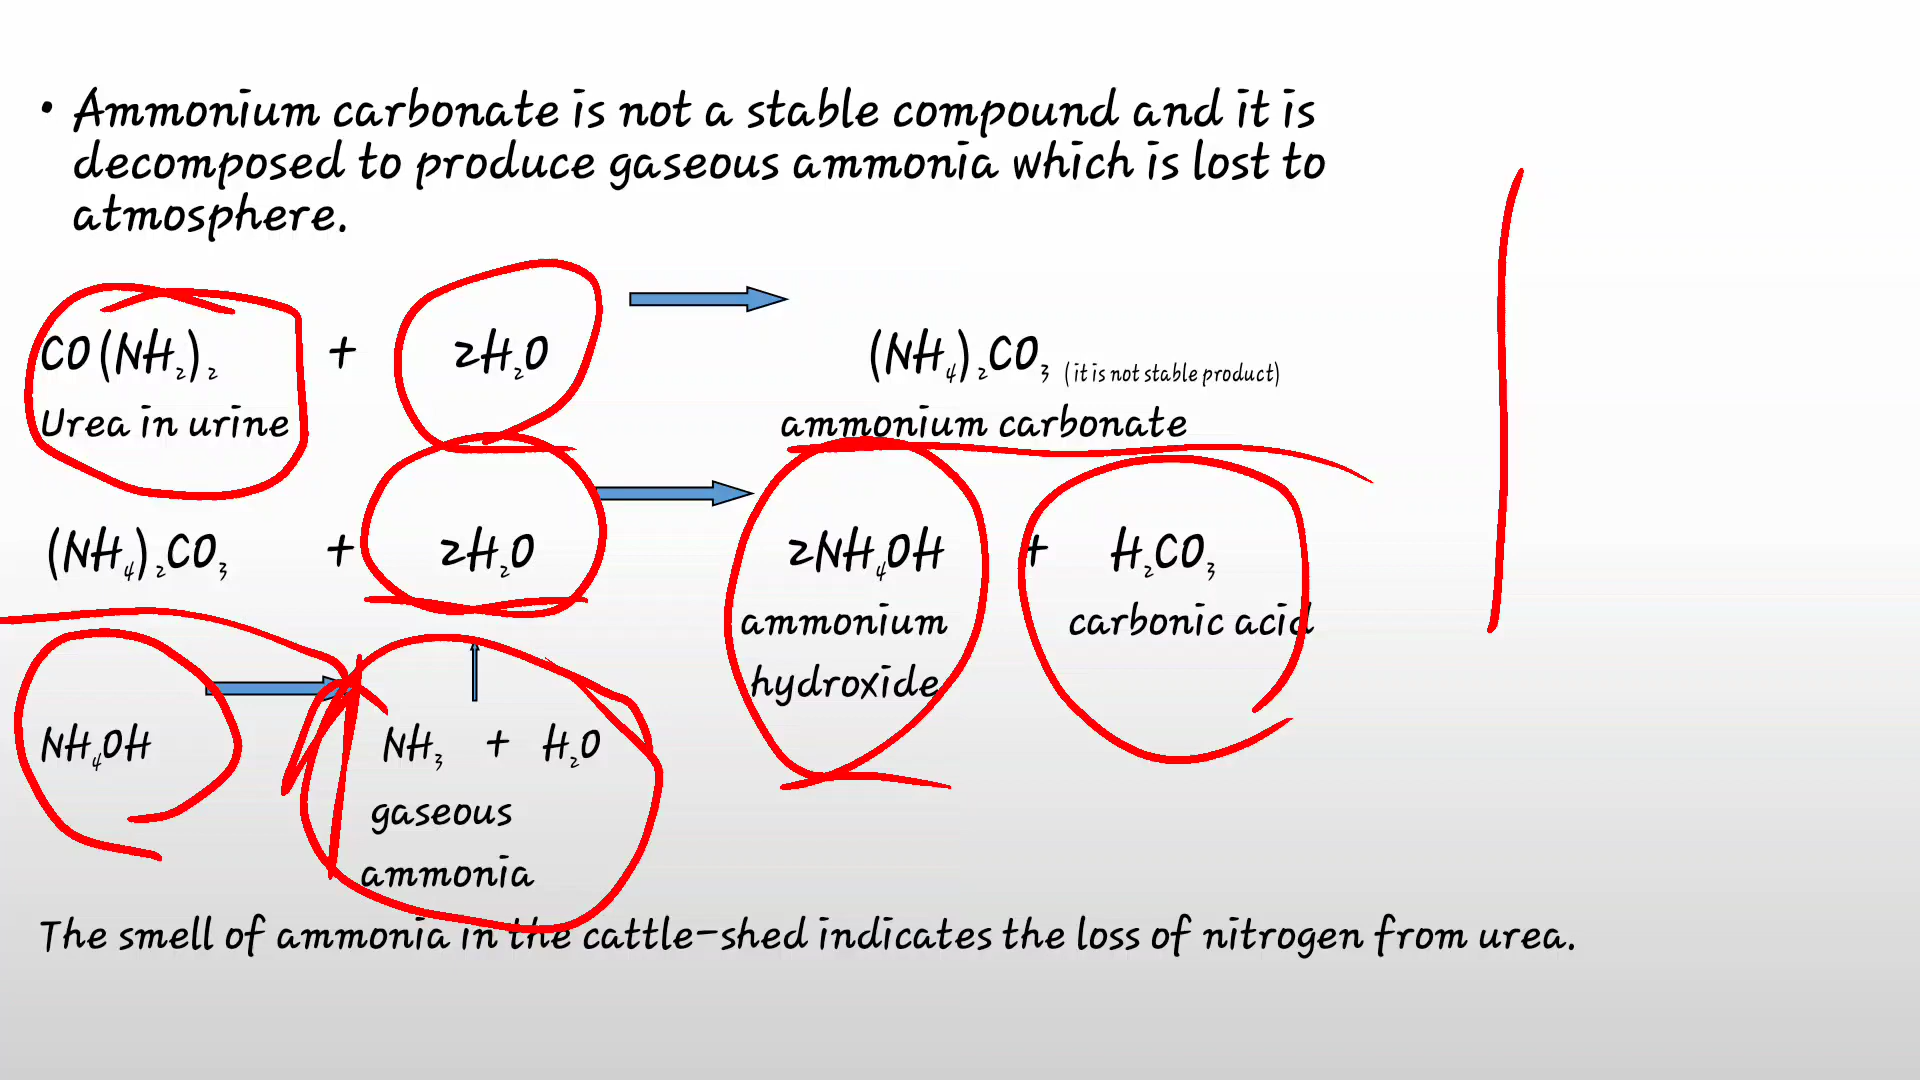 • Ammonium carbonate is not a stable compound and it is
decomposed to produce gaseous ammonia which is lost to
atmosphere.
CO(NH₂)₂ + 2H₂O (NH₄)₂CO₃ (it is not stable product)
Urea in urine ammonium carbonate
(NH₄)₂CO₃ + 2H₂O 2NH₄OH + H₂CO₃
ammonium carbonic acid
hydroxide
NH₄OH NH₃ + H₂O
gaseous
ammonia
The smell of ammonia in the cattle-shed indicates the loss of nitrogen from urea.